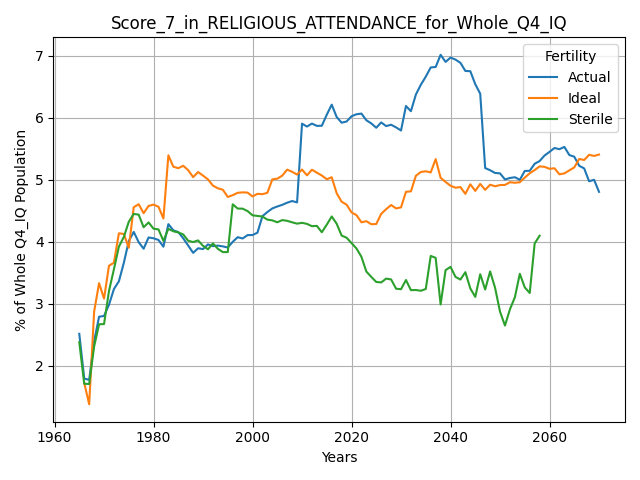 Score_7_in_RELIGIOUS_ATTENDANCE_for_Whole_Q4_IQ
% of Whole Q4_IQ Population
7
6
5
4
3
2
Fertility
Actual
Ideal
Sterile
1960 1980 2000 2020 2040 2060
Years